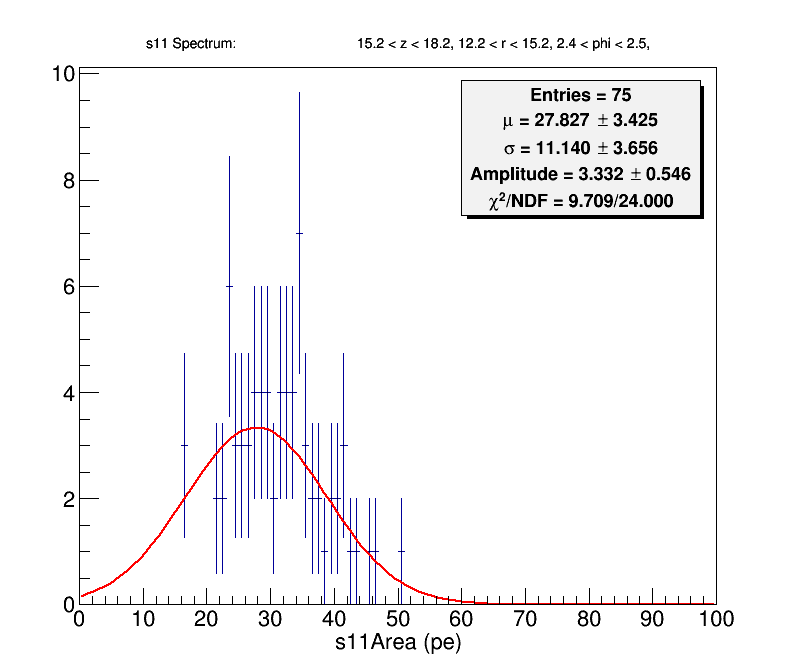 s11 Spectrum: 15.2 < z < 18.2, 12.2 < r < 15.2, 2.4 < phi < 2.5,
Entries = 75
μ = 27.827 ± 3.425
σ = 11.140 ± 3.656
Amplitude = 3.332 ± 0.546
χ²/NDF = 9.709/24.000
10
8
6
4
2
0
0 10 20 30 40 50 60 70 80 90 100
s11Area (pe)